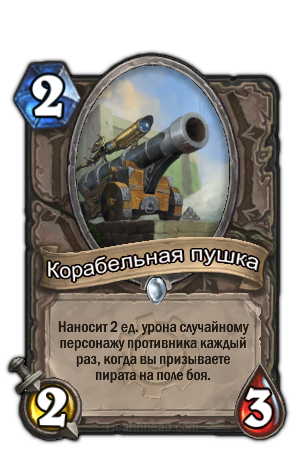 2
Корабельная пушка
Наносит 2 ед. урона случайному
персонажу противника каждый
раз, когда вы призываете
пирата на поле боя.
2
3